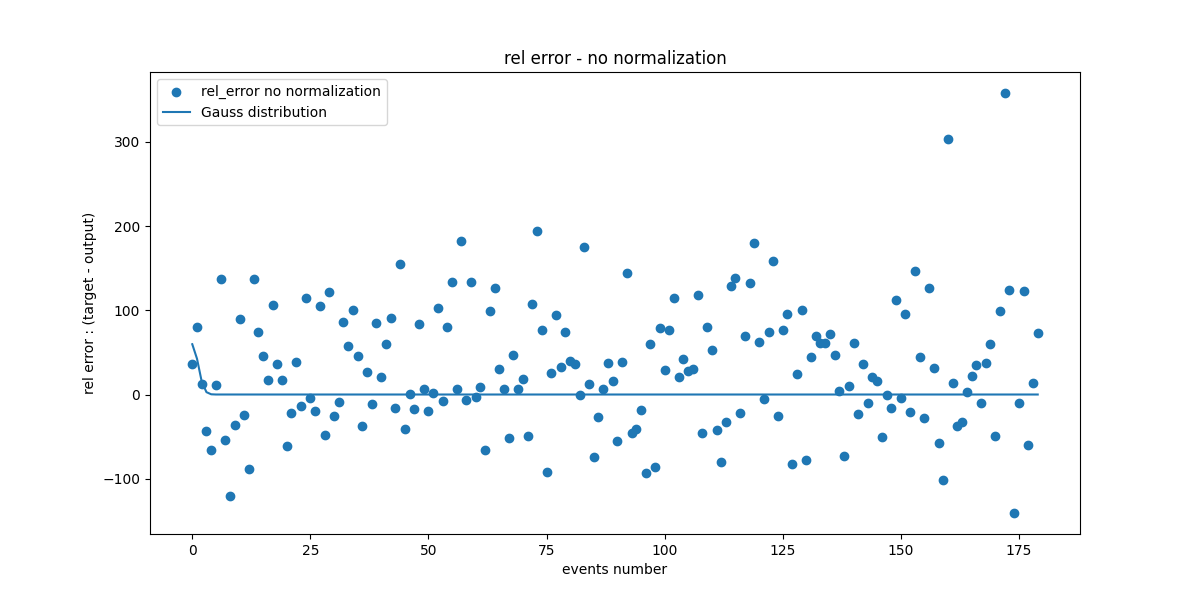 rel error - no normalization
rel_error no normalization
Gauss distribution
rel error : (target - output)
300
200
100
0
−100
0
25
50
75
100
125
150
175
events number